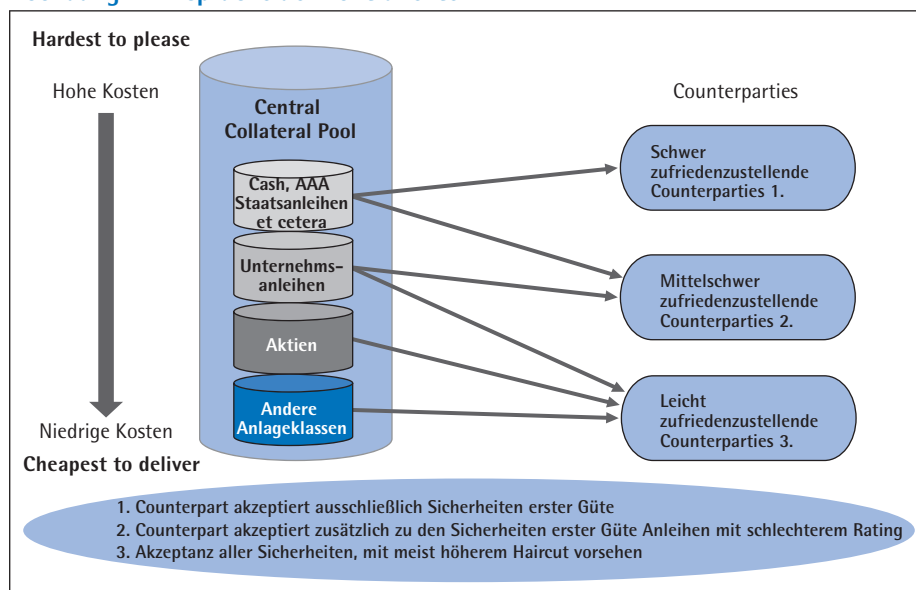 Hardest to please
Hohe Kosten
Niedrige Kosten
Cheapest to deliver
Central
Collateral Pool
Cash, AAA
Staatsanleihen
et cetera
Unternehms-
anleihen
Aktien
Andere
Anlageklassen
Counterparties
Schwer
zufriedenzustellende
Counterparties 1.
Mittelschwer
zufriedenzustellende
Counterparties 2.
Leicht
zufriedenzustellende
Counterparties 3.
1. Counterpart akzeptiert ausschließlich Sicherheiten erster Güte
2. Counterpart akzeptiert zusätzlich zu den Sicherheiten erster Güte Anleihen mit schlechterem Rating
3. Akzeptanz aller Sicherheiten, mit meist höherem Haircut vorsehen